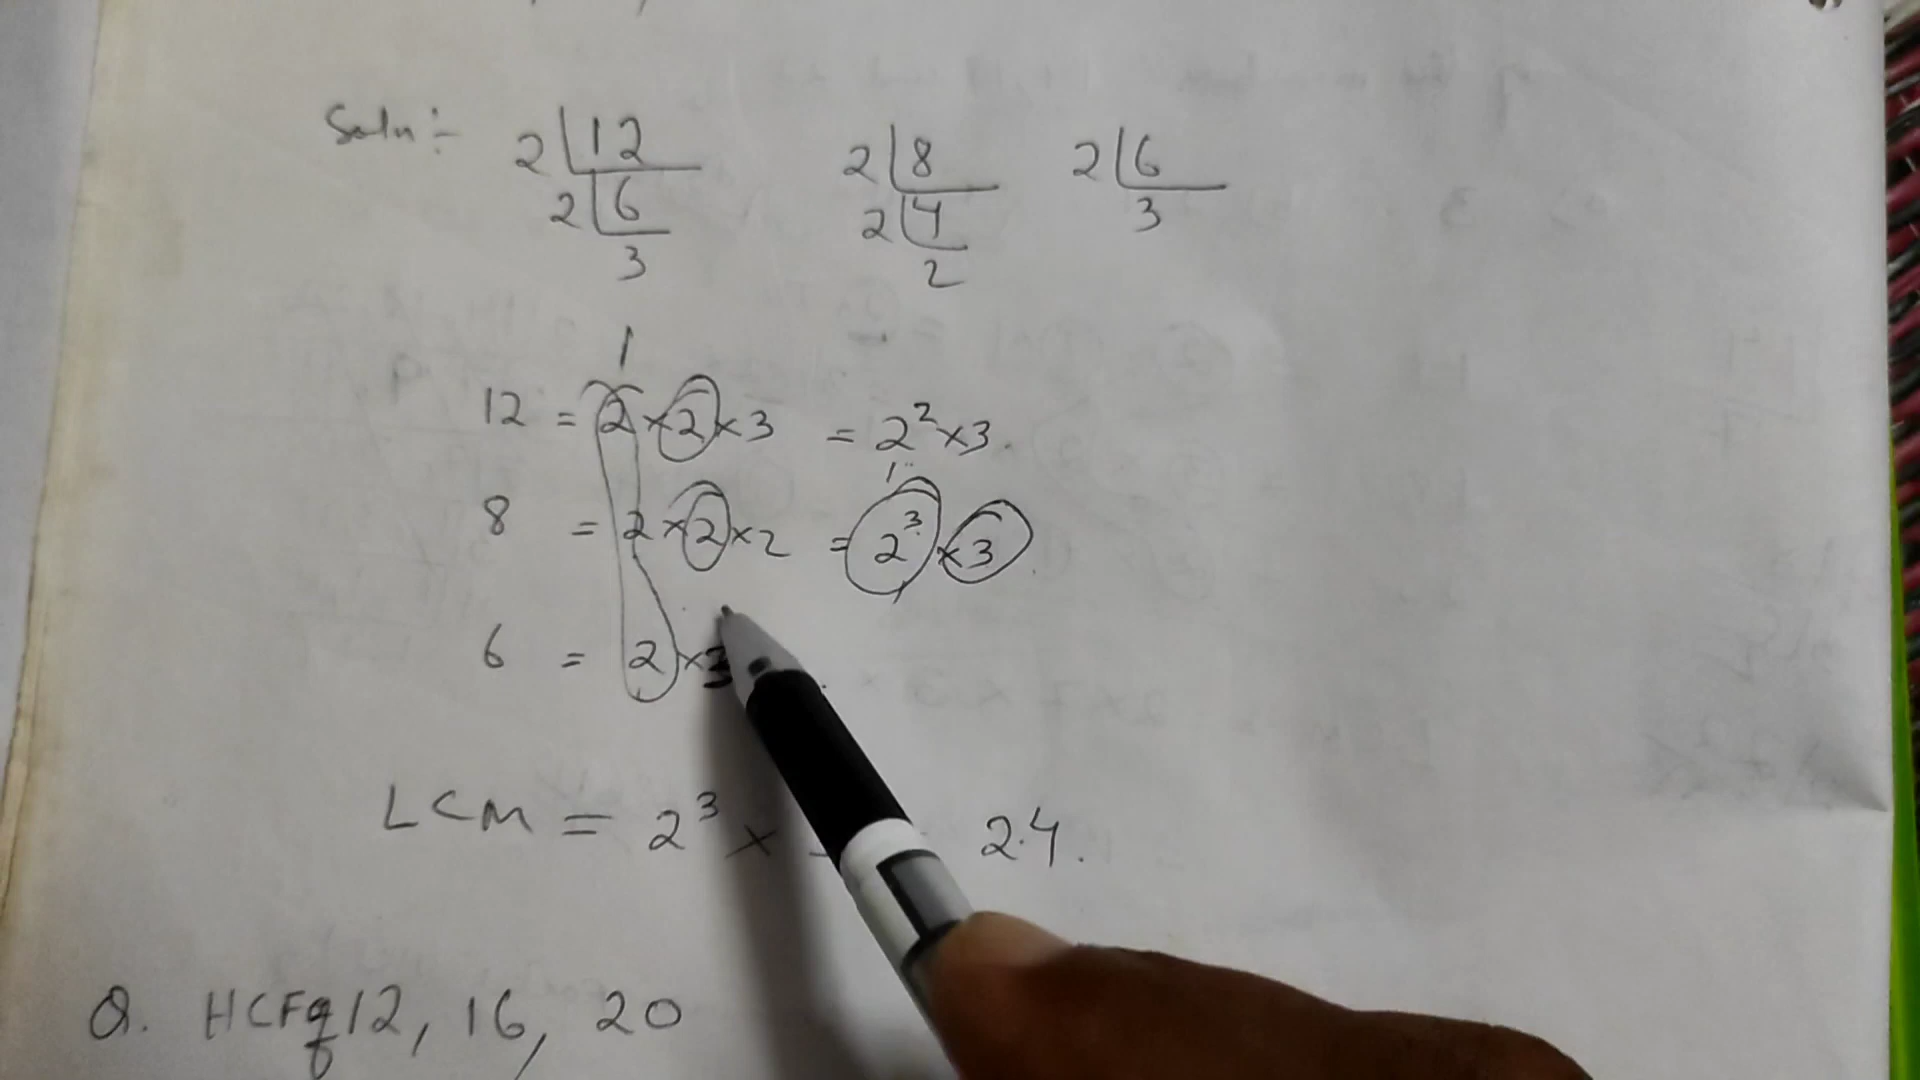 Soln :- 2 12 2 8 2 6
2 6 2 4 3
3 2
1
12 = 2 × 2 × 3 = 2² × 3.
8 = 2 × 2 × 2 = 2³ × 3
6 = 2 × 3
LCM = 2³ × 24.
Q. HCF of 12, 16, 20